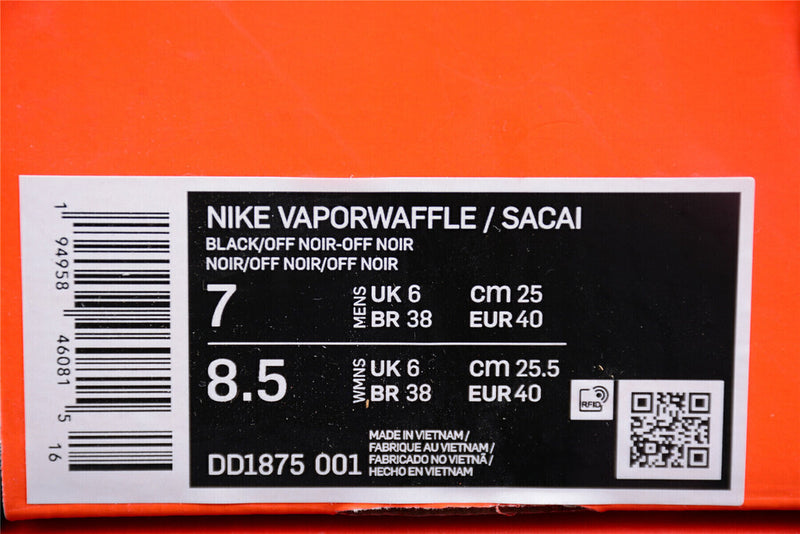 NIKE VAPORWAFFLE / SACAI
BLACK/OFF NOIR-OFF NOIR
NOIR/OFF NOIR/OFF NOIR
7 MENS UK 6 cm 25
BR 38 EUR 40
8.5 WMNS UK 6 cm 25.5
BR 38 EUR 40
RFID
DD1875 001
MADE IN VIETNAM /
FABRIQUE AU VIETNAM /
FABRICADO NO VIETNÃ /
HECHO EN VIETNAM
1 94958 46081 5 16